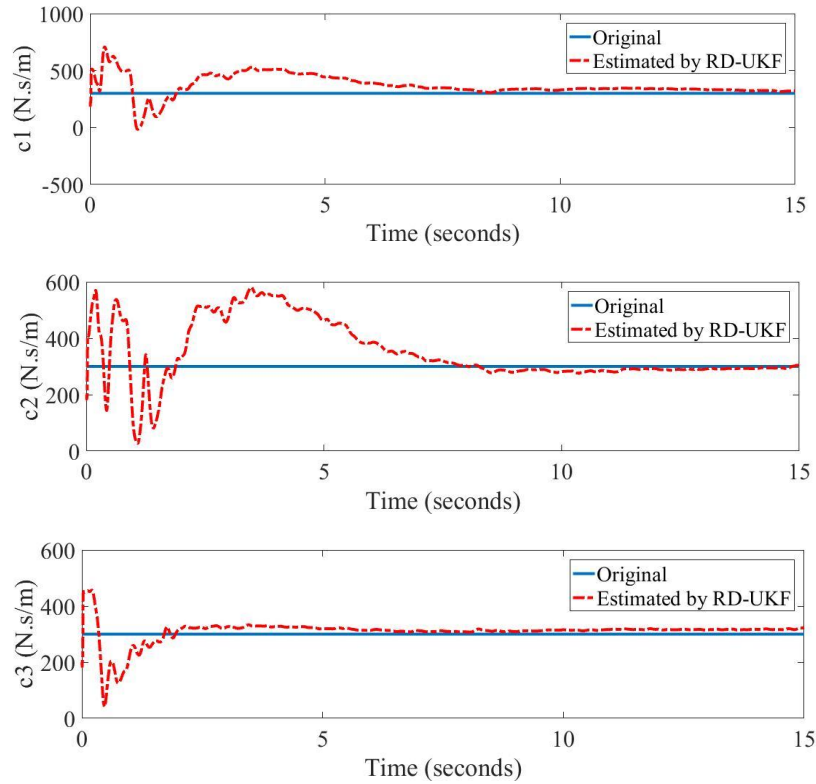 1000
500
0
-500
c1 (N.s/m)
Original
Estimated by RD-UKF
0 5 10 15
Time (seconds)
600
400
200
0
c2 (N.s/m)
Original
Estimated by RD-UKF
0 5 10 15
Time (seconds)
600
400
200
0
c3 (N.s/m)
Original
Estimated by RD-UKF
0 5 10 15
Time (seconds)